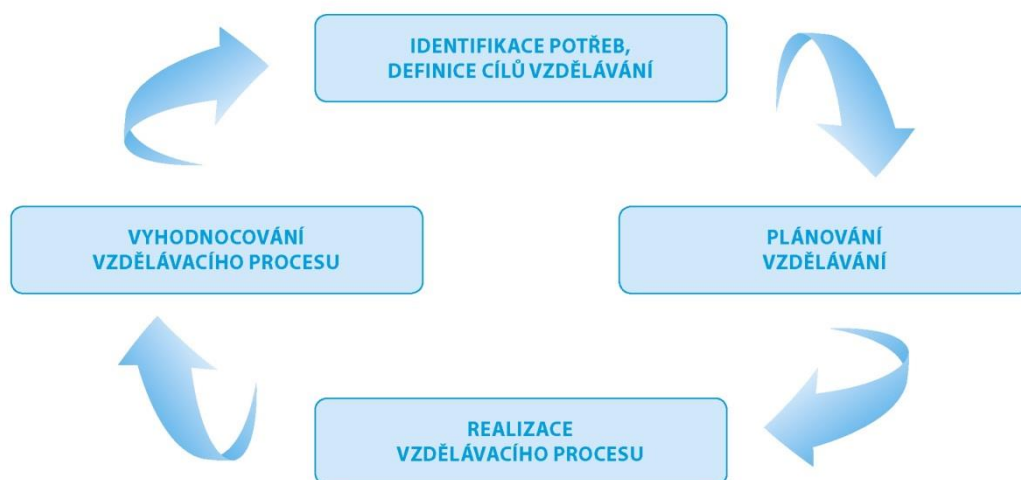 IDENTIFIKACE POTŘEB,
DEFINICE CÍLŮ VZDĚLÁVÁNÍ
VYHODNOCOVÁNÍ
VZDĚLÁVACÍHO PROCESU
PLÁNOVÁNÍ
VZDĚLÁVÁNÍ
REALIZACE
VZDĚLÁVACÍHO PROCESU